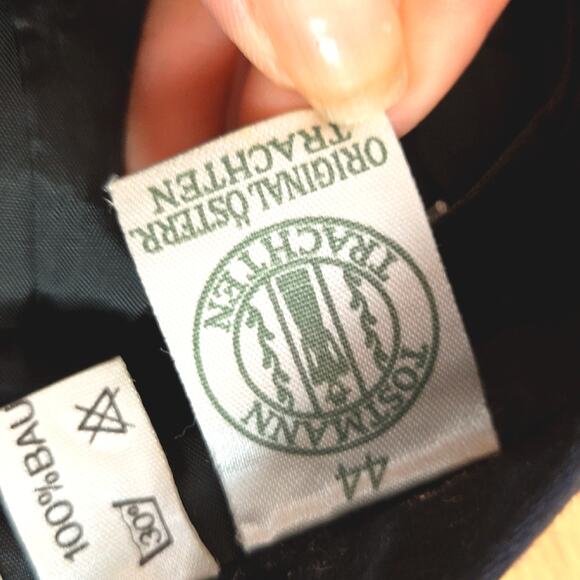 44
TOSTMANN
TRACHTEN
ORIGINAL ÖSTERR.
TRACHTEN
100%BAU
30°